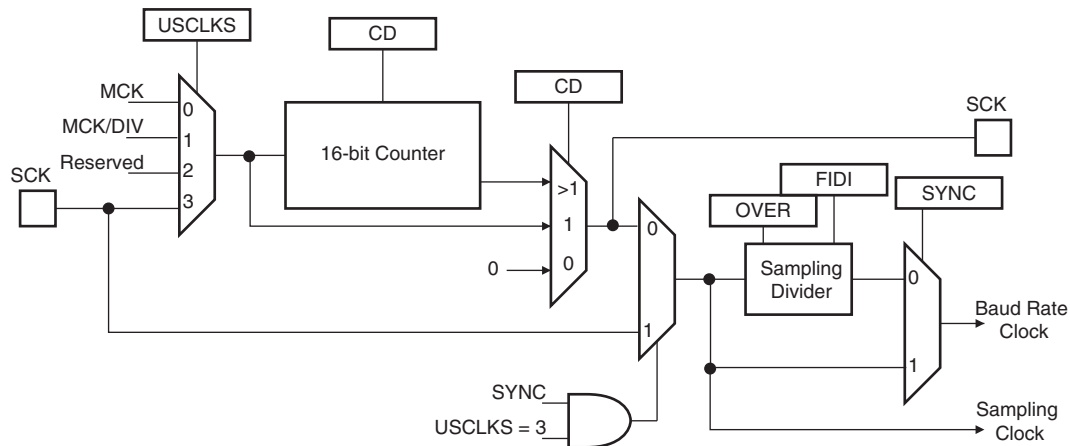 USCLKS
CD
CD
MCK
MCK/DIV
Reserved
SCK
0
1
2
3
16-bit Counter
>1
1
0
0
SCK
0
1
FIDI
OVER
SYNC
Sampling
Divider
0
1
Baud Rate
Clock
SYNC
USCLKS = 3
Sampling
Clock